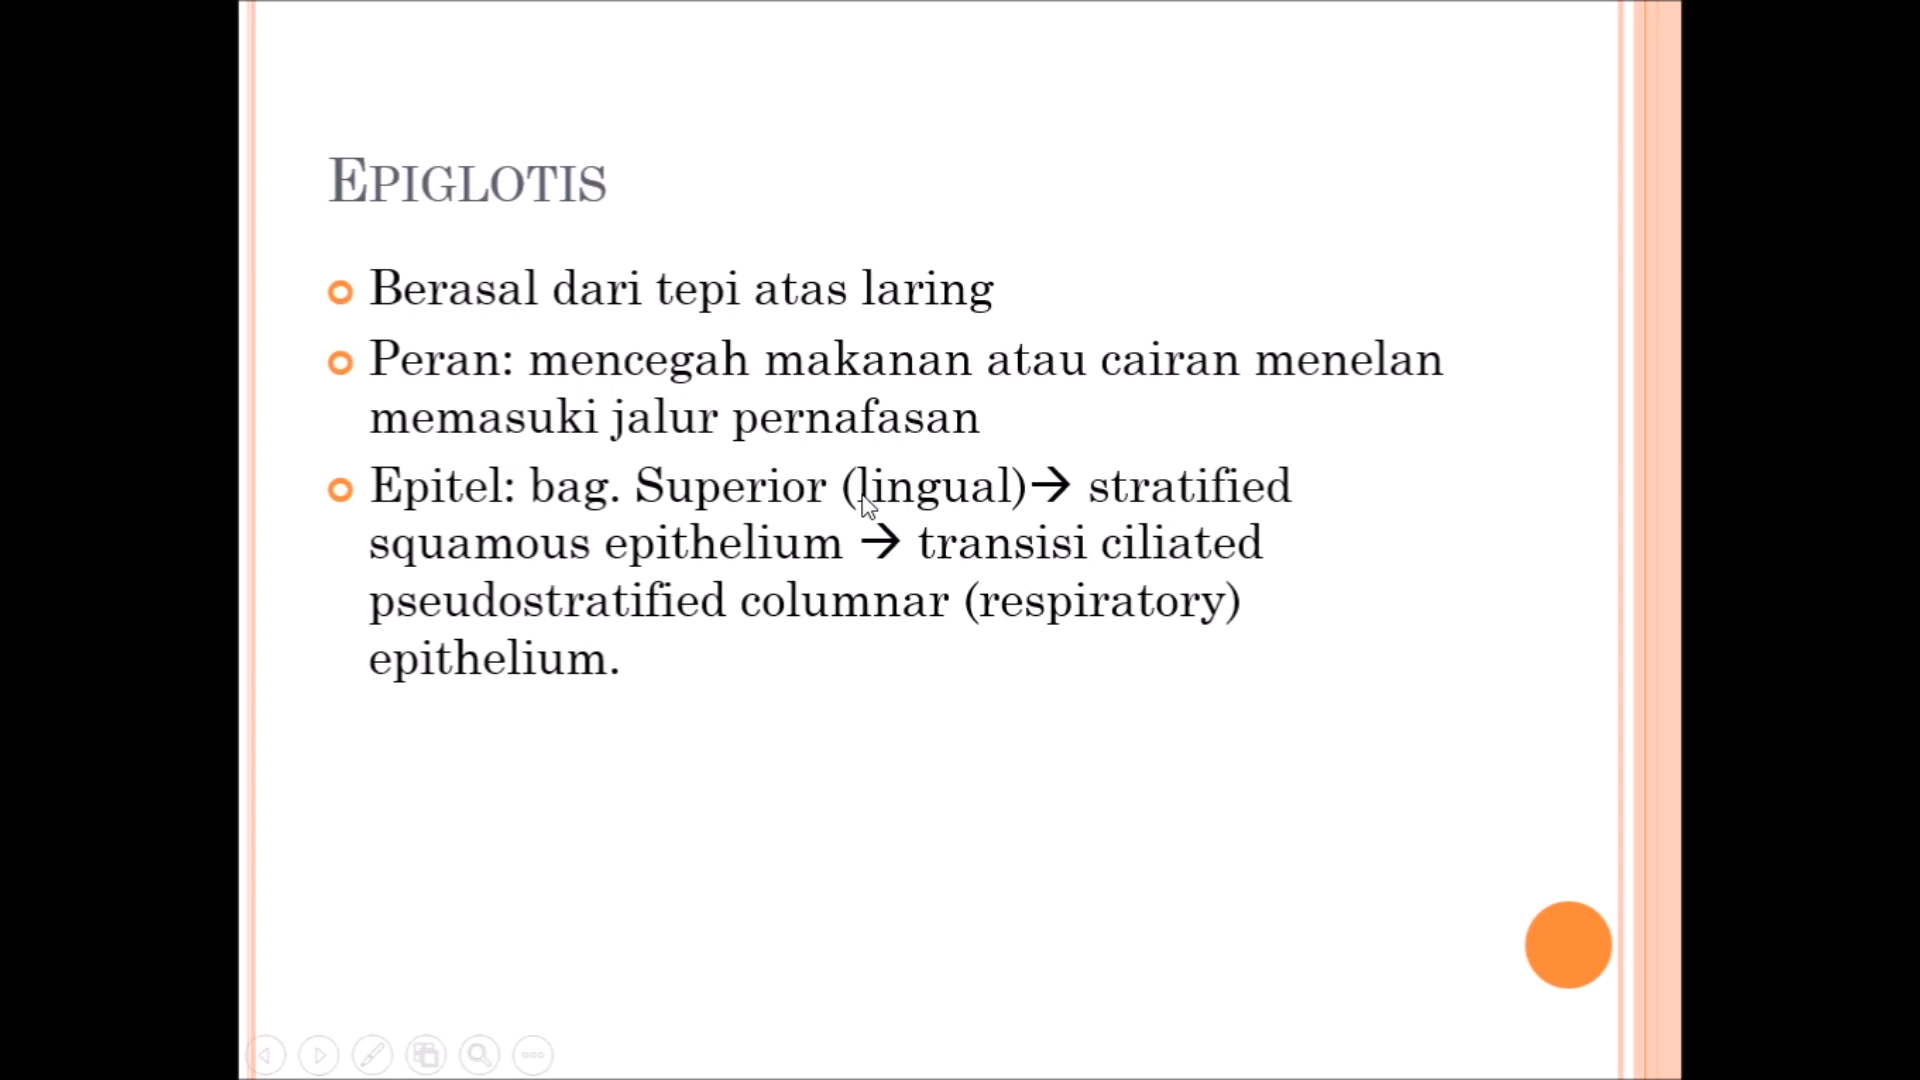 EPIGLOTIS
Berasal dari tepi atas laring
Peran: mencegah makanan atau cairan menelan
memasuki jalur pernafasan
Epitel: bag. Superior (lingual)→ stratified
squamous epithelium → transisi ciliated
pseudostratified columnar (respiratory)
epithelium.